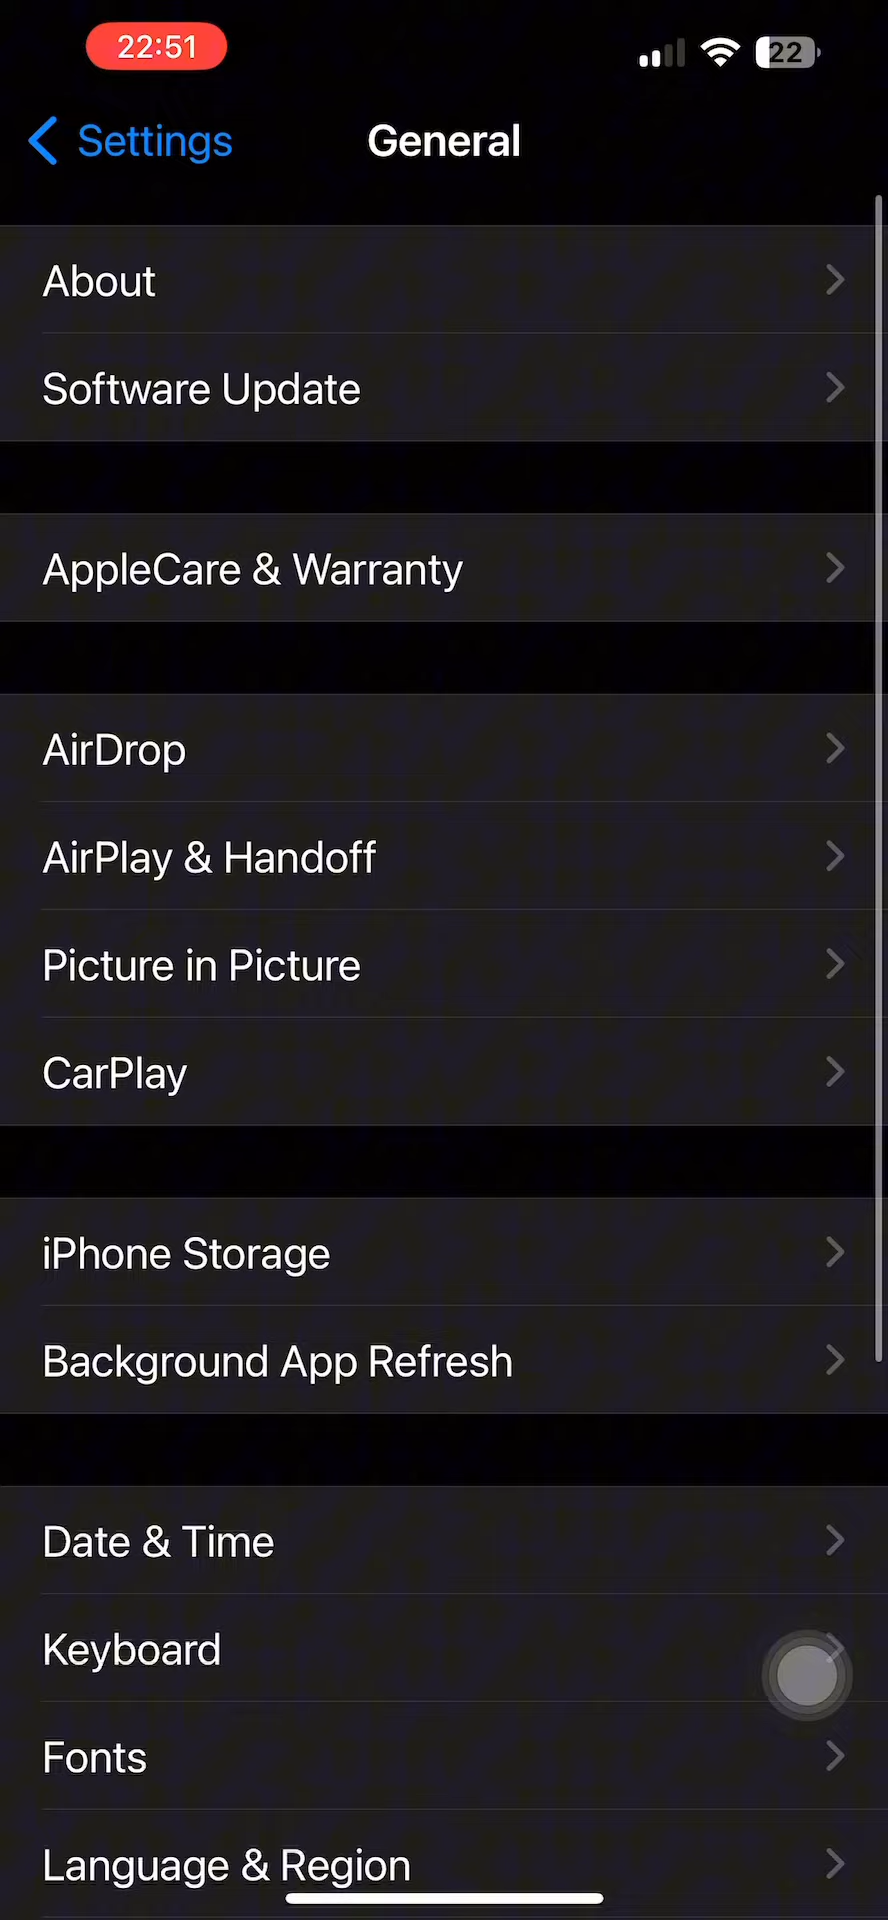 22:51
22
Settings
General
About
Software Update
AppleCare & Warranty
AirDrop
AirPlay & Handoff
Picture in Picture
CarPlay
iPhone Storage
Background App Refresh
Date & Time
Keyboard
Fonts
Language & Region